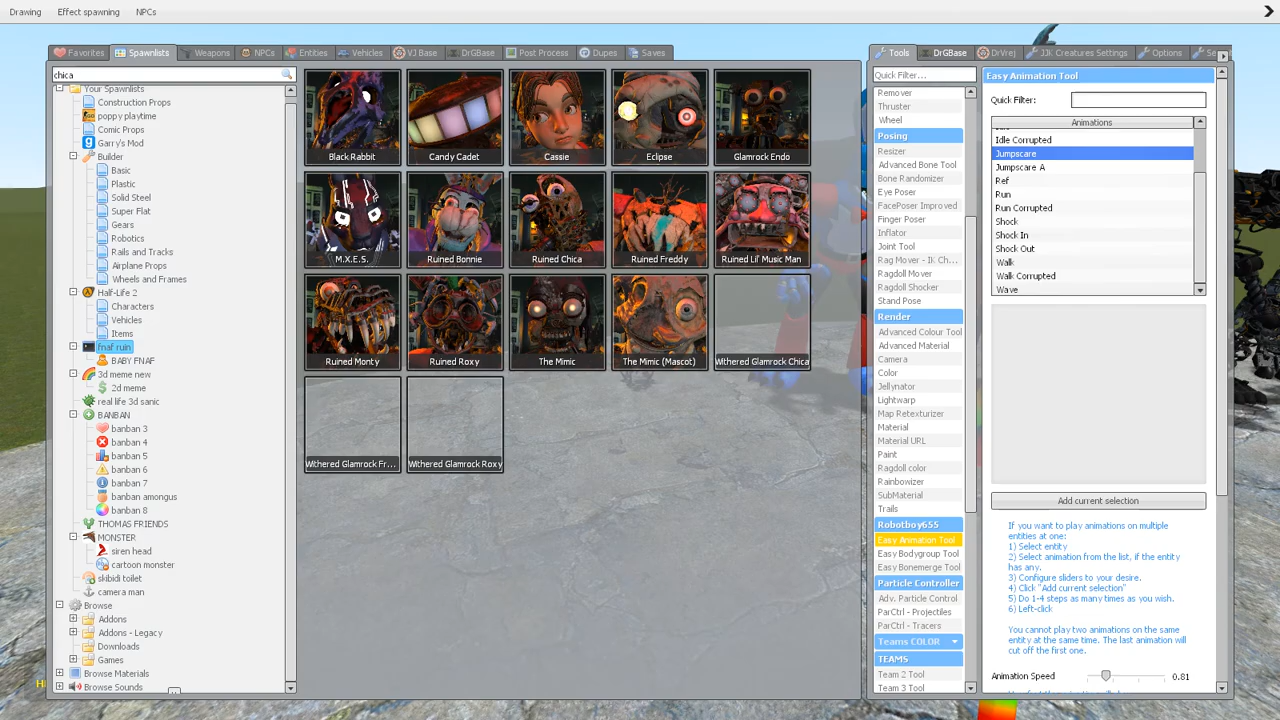 Drawing
Effect spawning
NPCs
Favorites
Spawnlists
Weapons
NPCs
Entities
Vehicles
VJ Base
DrGBase
Post Process
Dupes
Saves
chica
Your Spawnlists
Construction Props
poppy playtime
Comic Props
Garry's Mod
Builder
Basic
Plastic
Solid Steel
Super Flat
Gears
Robotics
Rails and Tracks
Airplane Props
Wheels and Frames
Half-Life 2
Characters
Vehicles
Items
fnaf ruin
BABY FNAF
3d meme new
2d meme
real life 3d sanic
BANBAN
banban 3
banban 4
banban 5
banban 6
banban 7
banban amongus
banban 8
THOMAS FRIENDS
MONSTER
siren head
cartoon monster
skibidi toilet
camera man
Browse
Addons
Addons - Legacy
Downloads
Games
Browse Materials
Browse Sounds
Black Rabbit
Candy Cadet
Cassie
Eclipse
Glamrock Endo
M.X.E.S.
Ruined Bonnie
Ruined Chica
Ruined Freddy
Ruined Lil' Music Man
Ruined Monty
Ruined Roxy
The Mimic
The Mimic (Mascot)
Withered Glamrock Chica
Withered Glamrock Fr...
Withered Glamrock Roxy
Tools
DrGBase
DrVrej
JJK Creatures Settings
Options
Quick Filter...
Remover
Thruster
Wheel
Posing
Resizer
Advanced Bone Tool
Bone Randomizer
Eye Poser
FacePoser Improved
Finger Poser
Inflator
Joint Tool
Rag Mover - IK Ch...
Ragdoll Mover
Ragdoll Shocker
Stand Pose
Render
Advanced Colour Tool
Advanced Material
Camera
Color
Jellynator
Lightwarp
Map Retexturizer
Material
Material URL
Paint
Ragdoll color
Rainbowizer
SubMaterial
Trails
Robotboy655
Easy Animation Tool
Easy Bodygroup Tool
Easy Bonemerge Tool
Particle Controller
Adv. Particle Control
ParCtrl - Projectiles
ParCtrl - Tracers
Teams COLOR
TEAMS
Team 2 Tool
Team 3 Tool
Easy Animation Tool
Quick Filter:
Animations
Idle Corrupted
Jumpscare
Jumpscare A
Ref
Run
Run Corrupted
Shock
Shock In
Shock Out
Walk
Walk Corrupted
Wave
Add current selection
If you want to play animations on multiple
entities at one:
1) Select entity
2) Select animation from the list, if the entity
has any.
3) Configure sliders to your desire.
4) Click "Add current selection"
5) Do 1-4 steps as many times as you wish.
6) Left-click
You cannot play two animations on the same
entity at the same time. The last animation will
cut off the first one.
Animation Speed
0.81